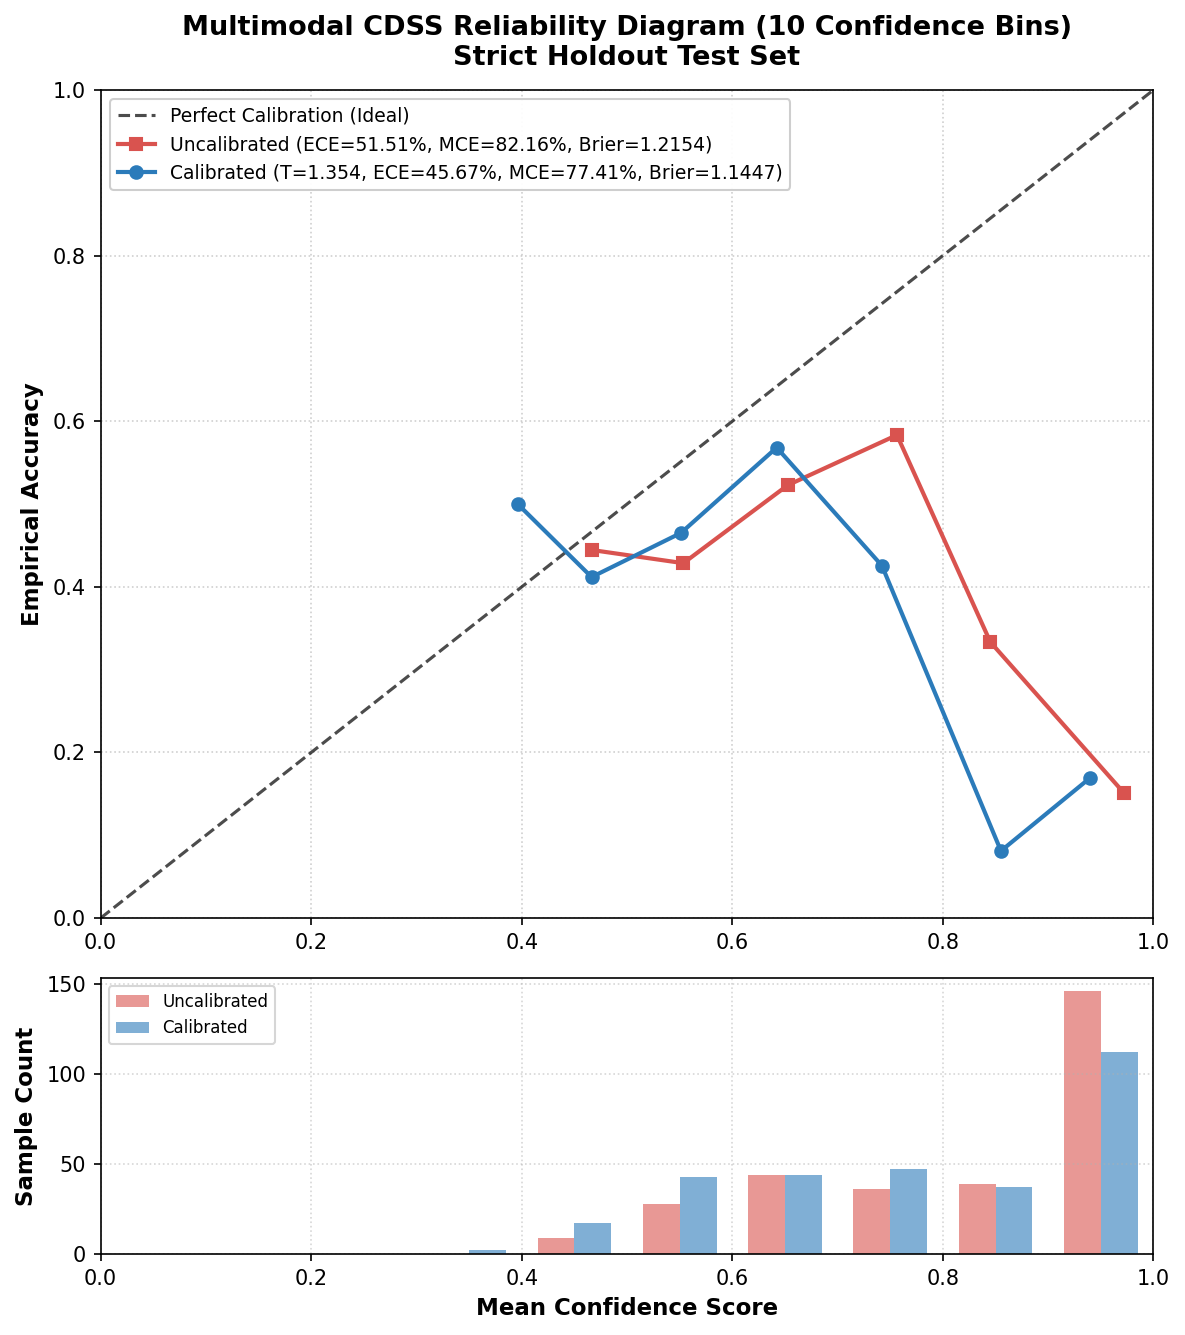 Multimodal CDSS Reliability Diagram (10 Confidence Bins)
Strict Holdout Test Set
Perfect Calibration (Ideal)
Uncalibrated (ECE=51.51%, MCE=82.16%, Brier=1.2154)
Calibrated (T=1.354, ECE=45.67%, MCE=77.41%, Brier=1.1447)
Empirical Accuracy
1.0
0.8
0.6
0.4
0.2
0.0
0.0 0.2 0.4 0.6 0.8 1.0
Uncalibrated
Calibrated
Sample Count
150
100
50
0
0.0 0.2 0.4 0.6 0.8 1.0
Mean Confidence Score